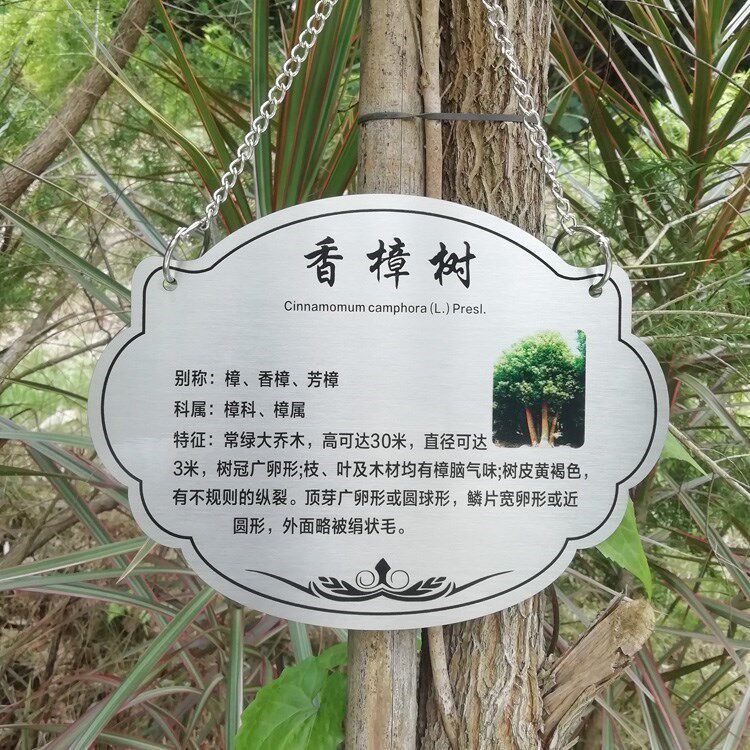 香樟树
Cinnamomum camphora (L.) Presl.
别称：樟、香樟、芳樟
科属：樟科、樟属
特征：常绿大乔木，高可达30米，直径可达
3米，树冠广卵形;枝、叶及木材均有樟脑气味;树皮黄褐色，
有不规则的纵裂。顶芽广卵形或圆球形，鳞片宽卵形或近
圆形，外面略被绢状毛。